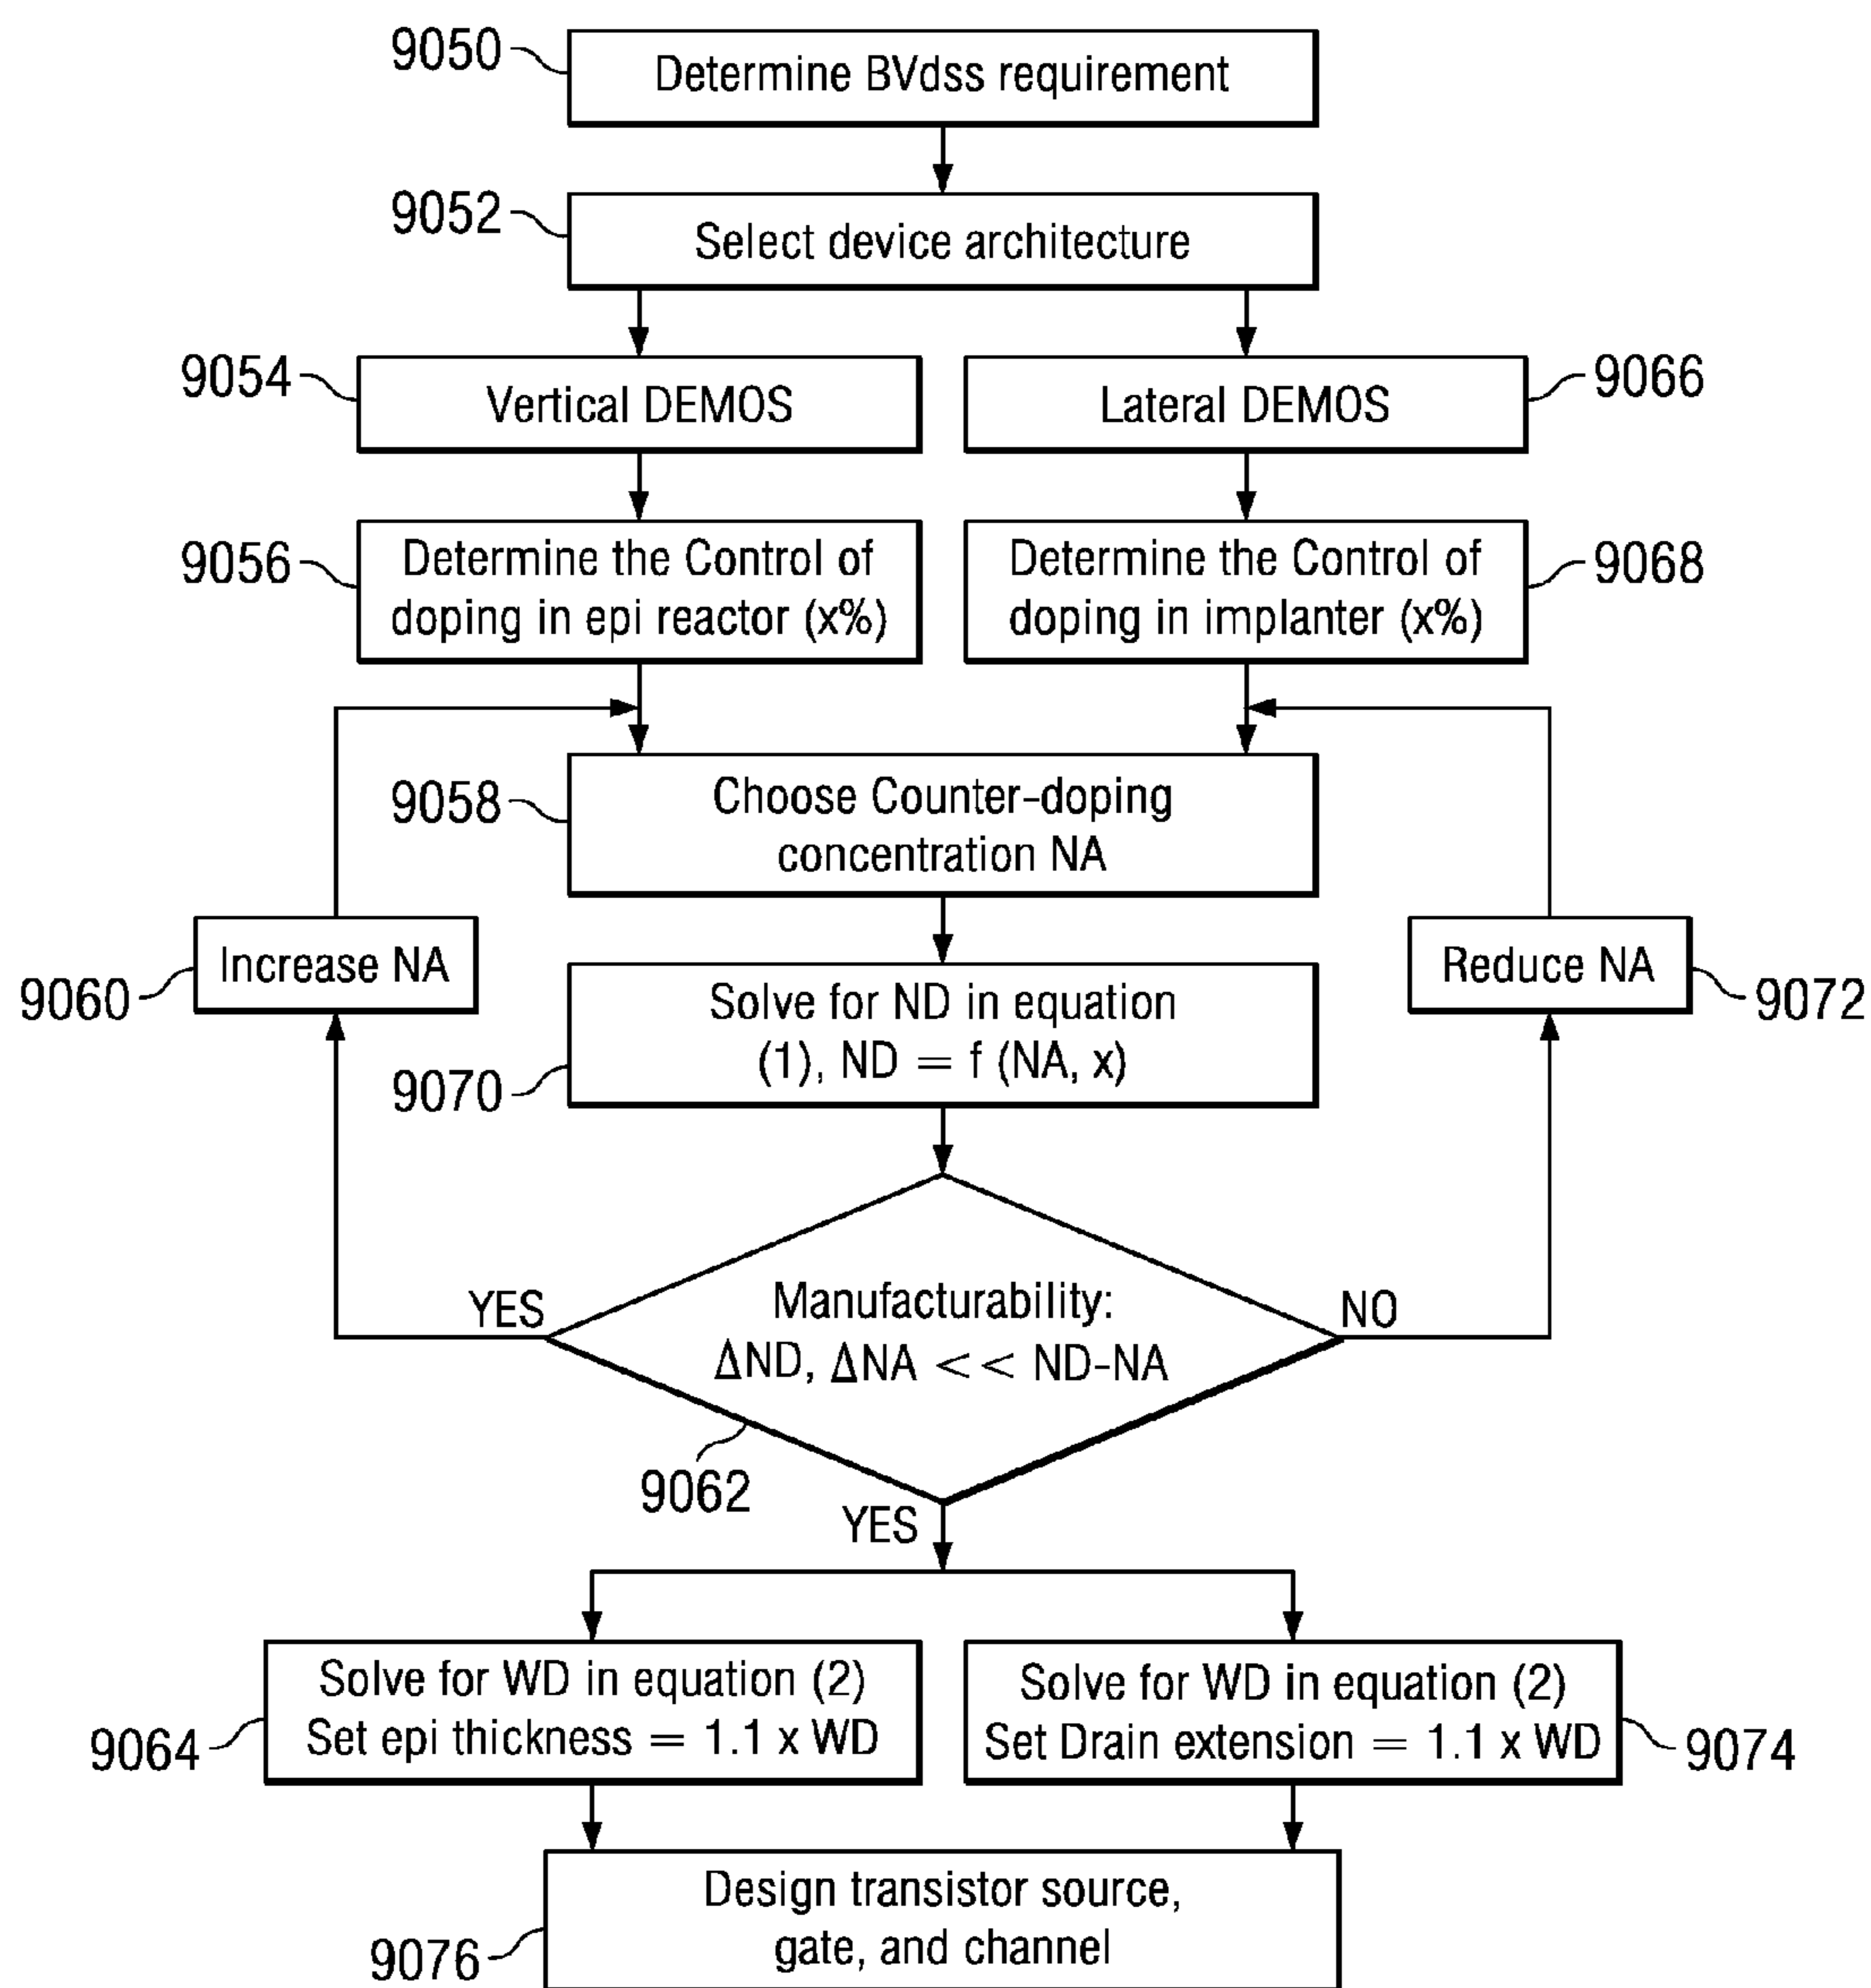 9050
Determine BVdss requirement
9052
Select device architecture
9054
Vertical DEMOS
Lateral DEMOS
9066
9056
Determine the Control of
doping in epi reactor (x%)
Determine the Control of
doping in implanter (x%)
9068
9058
Choose Counter-doping
concentration NA
9060
Increase NA
Reduce NA
9072
Solve for ND in equation
(1), ND = f (NA, x)
9070
YES
Manufacturability:
ΔND, ΔNA < < ND-NA
NO
9062
YES
9064
Solve for WD in equation (2)
Set epi thickness = 1.1 x WD
Solve for WD in equation (2)
Set Drain extension = 1.1 x WD
9074
Design transistor source,
gate, and channel
9076